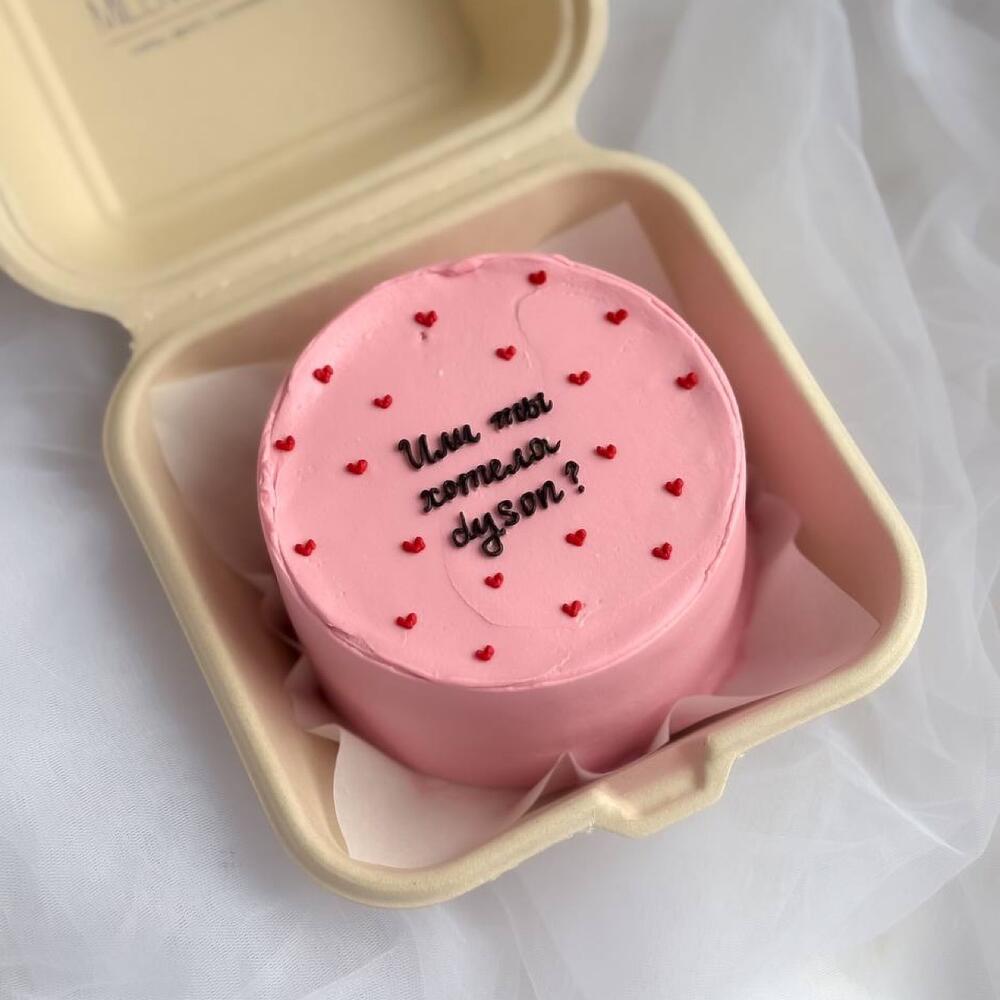 Или ты
хотела
dyson?